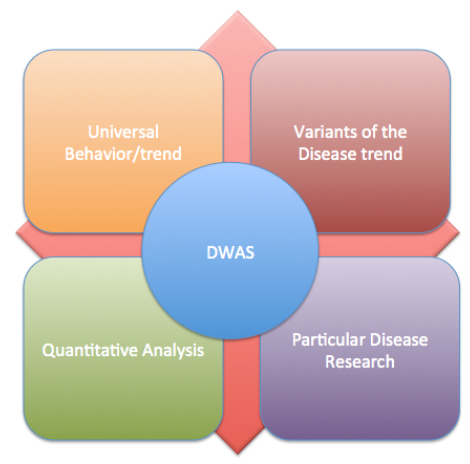 Universal
Behavior/trend
Variants of the
Disease trend
DWAS
Quantitative Analysis
Particular Disease
Research